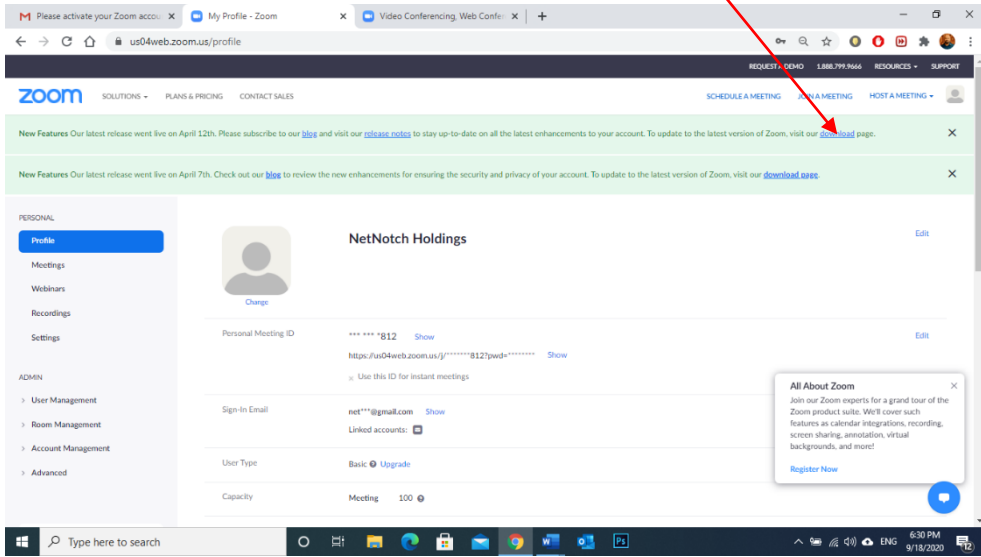 Please activate your Zoom accou
My Profile - Zoom
Video Conferencing, Web Confer
us04web.zoom.us/profile
REQUEST A DEMO 1.888.799.9666 RESOURCES SUPPORT
zoom SOLUTIONS PLANS & PRICING CONTACT SALES SCHEDULE A MEETING JOIN A MEETING HOST A MEETING
New Features Our latest release went live on April 12th. Please subscribe to our blog and visit our release notes to stay up-to-date on all the latest enhancements to your account. To update to the latest version of Zoom, visit our download page.
New Features Our latest release went live on April 7th. Check out our blog to review the new enhancements for ensuring the security and privacy of your account. To update to the latest version of Zoom, visit our download page.
PERSONAL
Profile
Meetings
Webinars
Recordings
Settings
ADMIN
User Management
Room Management
Account Management
Advanced
Change
NetNotch Holdings
Edit
Personal Meeting ID
*** *** *812 Show
Edit
https://us04web.zoom.us/j/*******812?pwd=******** Show
Use this ID for instant meetings
Sign-In Email
net***@gmail.com Show
Linked accounts:
User Type
Basic Upgrade
Capacity
Meeting 100
All About Zoom
Join our Zoom experts for a grand tour of the
Zoom product suite. We'll cover such
features as calendar integrations, recording,
screen sharing, annotation, virtual
backgrounds, and more!
Register Now
Type here to search
W
Ps
ENG
6:30 PM
9/18/2020
12